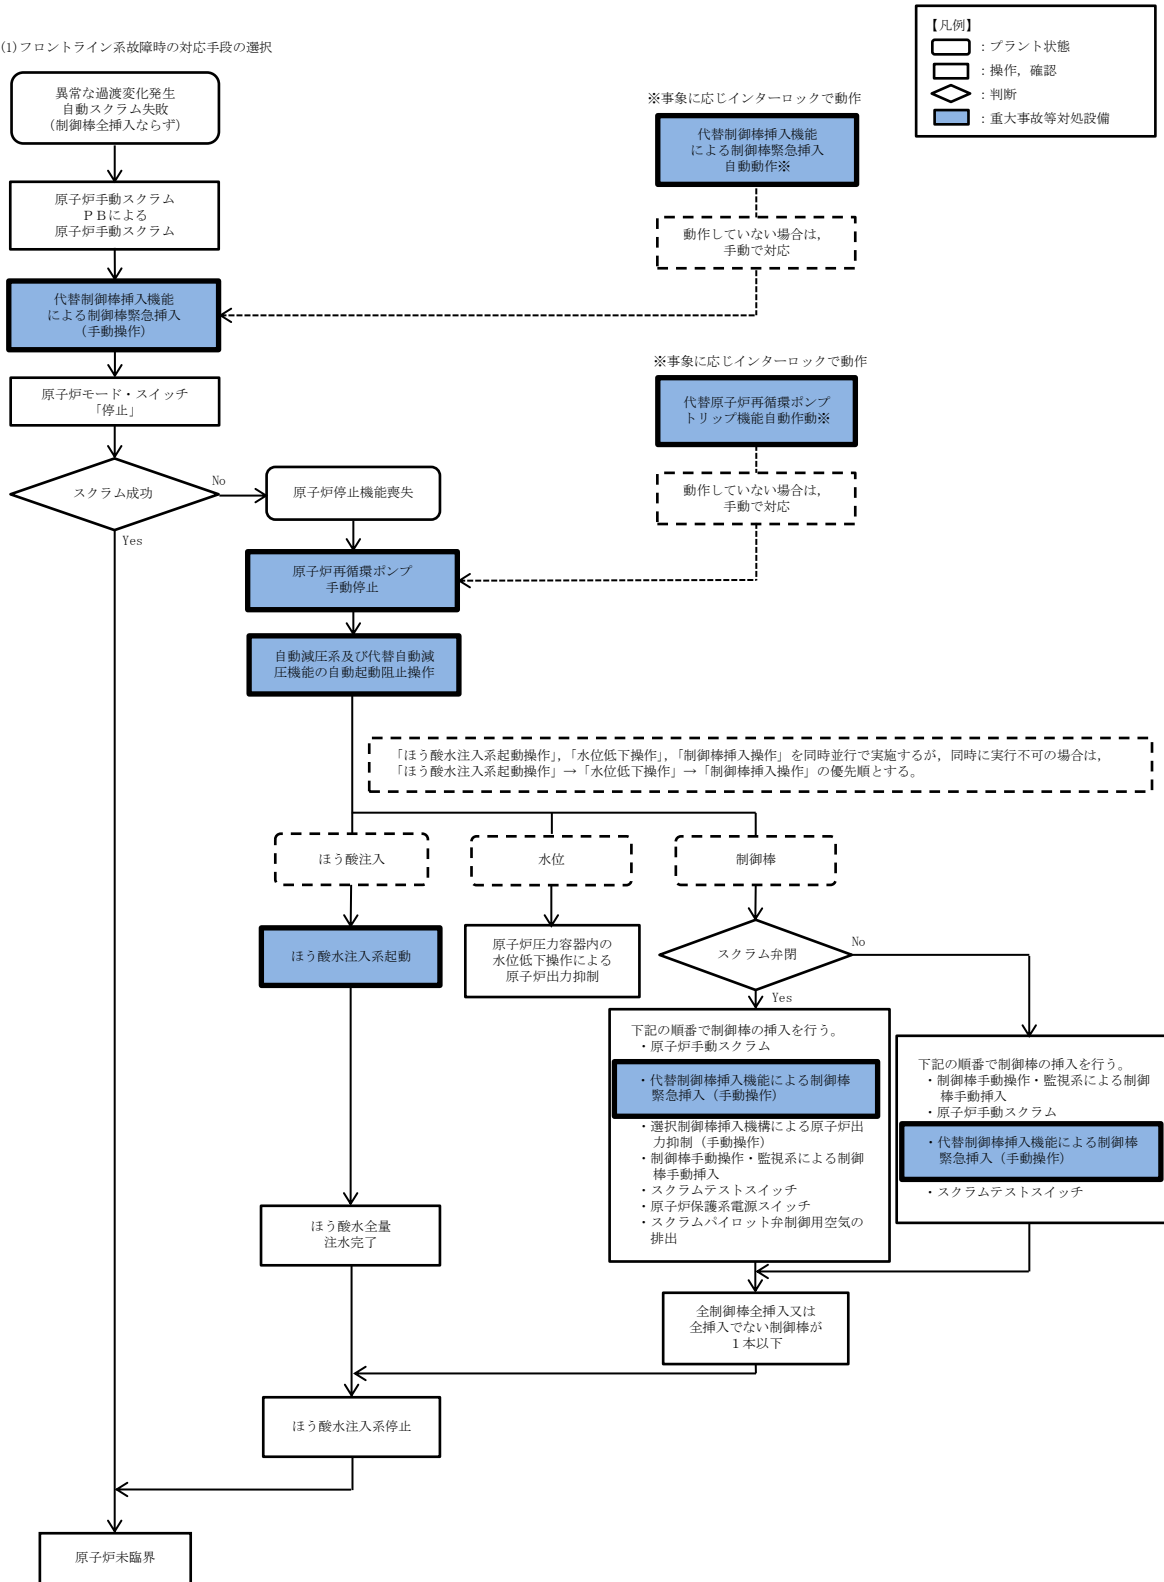 (1)フロントライン系故障時の対応手段の選択
【凡例】
：プラント状態
：操作，確認
：判断
：重大事故等対処設備
異常な過渡変化発生
自動スクラム失敗
（制御棒全挿入ならず）
原子炉手動スクラム
ＰＢによる
原子炉手動スクラム
※事象に応じインターロックで動作
代替制御棒挿入機能
による制御棒緊急挿入
自動動作※
動作していない場合は，
手動で対応
代替制御棒挿入機能
による制御棒緊急挿入
（手動操作）
原子炉モード・スイッチ
「停止」
※事象に応じインターロックで動作
代替原子炉再循環ポンプ
トリップ機能自動作動※
動作していない場合は，
手動で対応
スクラム成功
No
Yes
原子炉停止機能喪失
原子炉再循環ポンプ
手動停止
自動減圧系及び代替自動減
圧機能の自動起動阻止操作
「ほう酸水注入系起動操作」，「水位低下操作」，「制御棒挿入操作」を同時並行で実施するが，同時に実行不可の場合は，
「ほう酸水注入系起動操作」→「水位低下操作」→「制御棒挿入操作」の優先順とする。
ほう酸注入
水位
制御棒
ほう酸水注入系起動
原子炉圧力容器内の
水位低下操作による
原子炉出力抑制
スクラム弁閉
No
Yes
下記の順番で制御棒の挿入を行う。
・原子炉手動スクラム
・代替制御棒挿入機能による制御棒
緊急挿入（手動操作）
・選択制御棒挿入機構による原子炉出
力抑制（手動操作）
・制御棒手動操作・監視系による制御
棒手動挿入
・スクラムテストスイッチ
・原子炉保護系電源スイッチ
・スクラムパイロット弁制御用空気の
排出
下記の順番で制御棒の挿入を行う。
・制御棒手動操作・監視系による制御
棒手動挿入
・原子炉手動スクラム
・代替制御棒挿入機能による制御棒
緊急挿入（手動操作）
・スクラムテストスイッチ
ほう酸水全量
注水完了
全制御棒全挿入又は
全挿入でない制御棒が
１本以下
ほう酸水注入系停止
原子炉未臨界